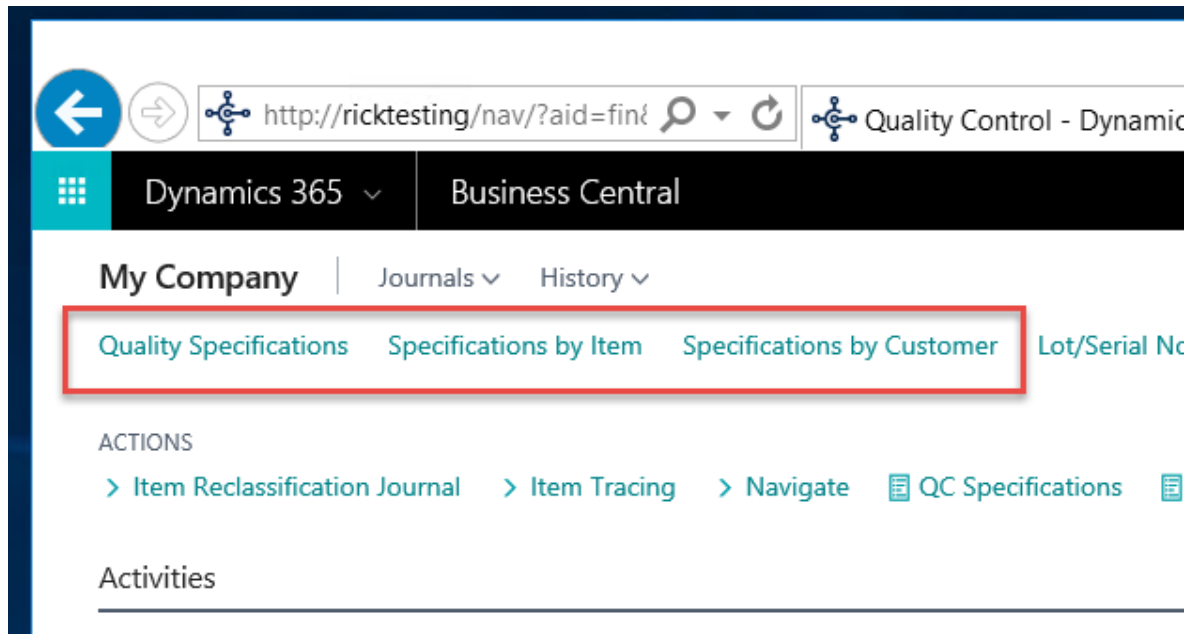 http://ricktesting/nav/?aid=fin
Quality Control - Dynamic
Dynamics 365
Business Central
My Company Journals History
Quality Specifications Specifications by Item Specifications by Customer Lot/Serial No
ACTIONS
Item Reclassification Journal Item Tracing Navigate QC Specifications
Activities